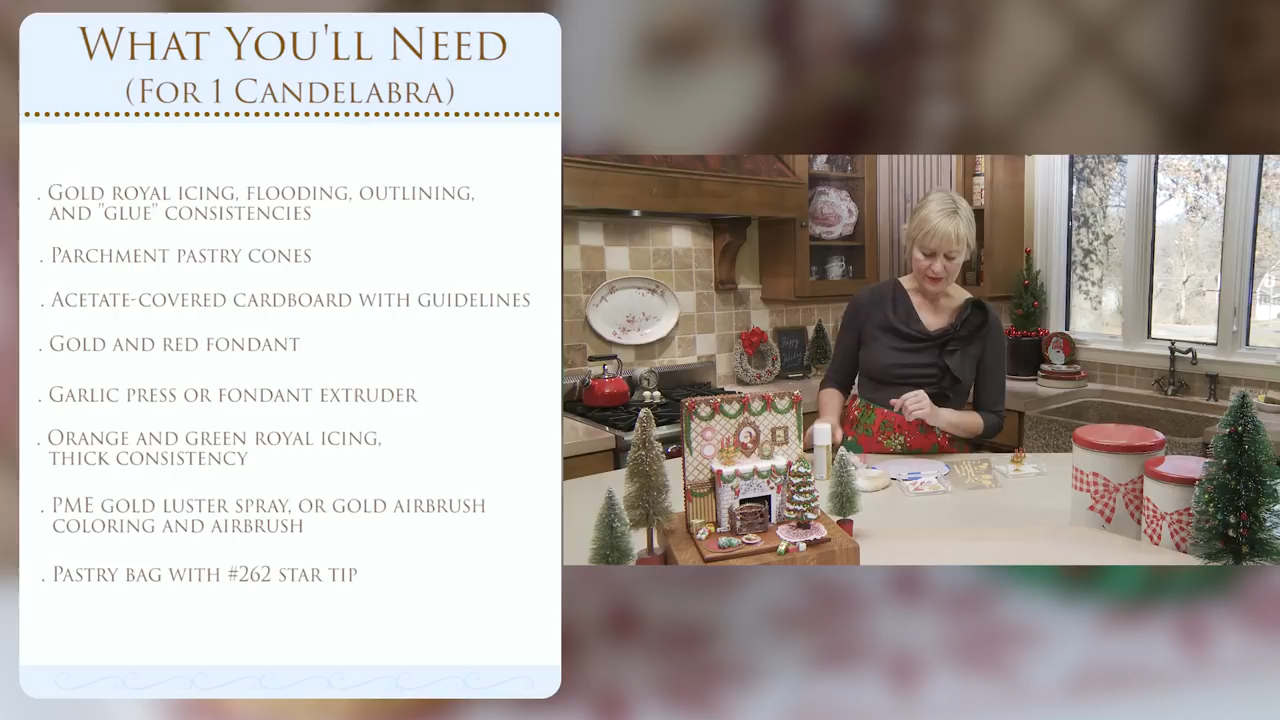 What You'll Need
(For 1 Candelabra)
. Gold royal icing, flooding, outlining,
and "glue" consistencies
. Parchment pastry cones
. Acetate-covered cardboard with guidelines
. Gold and red fondant
. Garlic press or fondant extruder
. Orange and green royal icing,
thick consistency
. PME gold luster spray, or gold airbrush
coloring and airbrush
. Pastry bag with #262 star tip
Happy